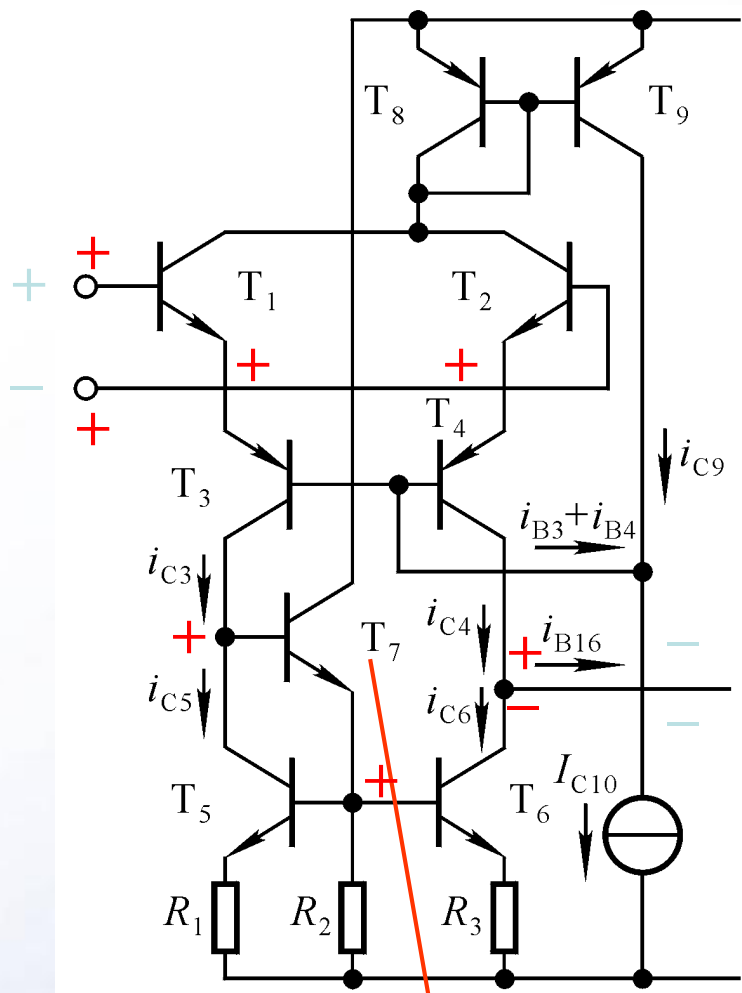 T8 T9
+
+ T1 T2
+ +
−
+ T4
T3 iC9
iB3+iB4
iC3
iC4
+ T7 + iB16 −
iC5 iC6 − −
+ IC10
T5 T6
R1 R2 R3